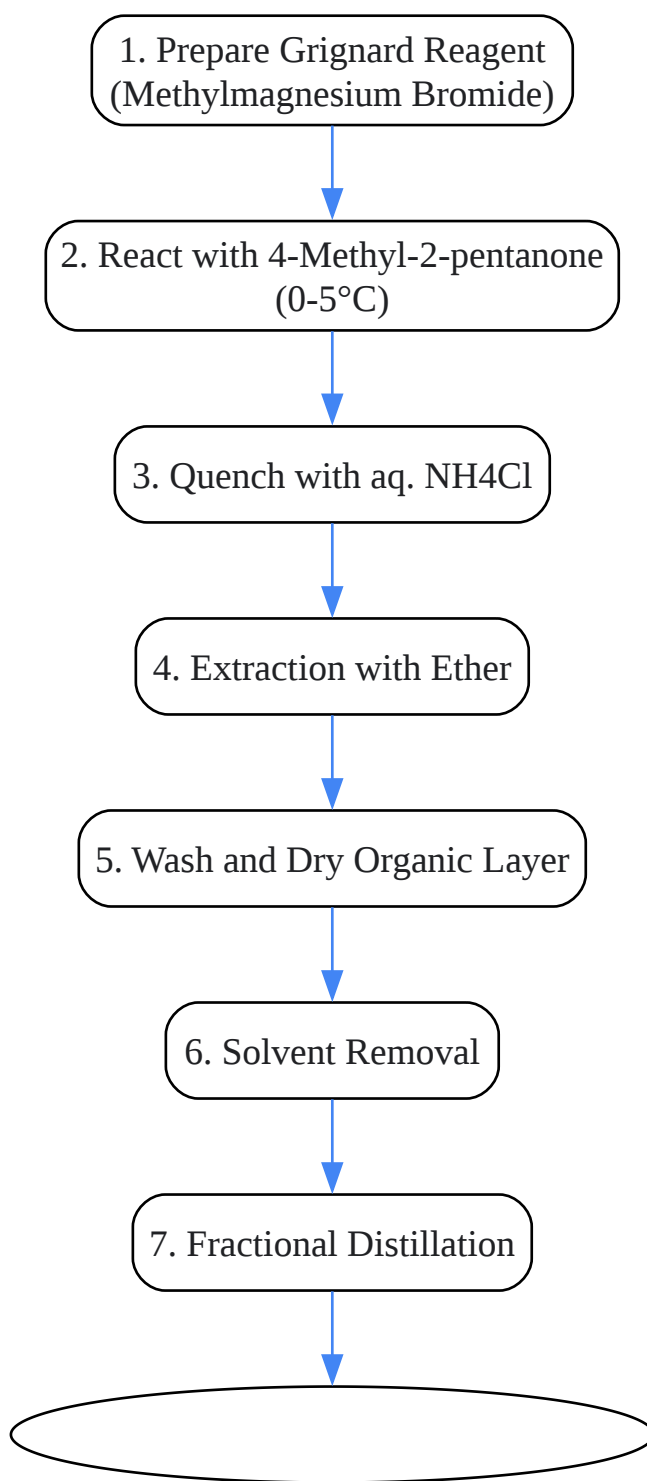 1. Prepare Grignard Reagent
(Methylmagnesium Bromide)
2. React with 4-Methyl-2-pentanone
(0-5°C)
3. Quench with aq. NH4Cl
4. Extraction with Ether
5. Wash and Dry Organic Layer
6. Solvent Removal
7. Fractional Distillation